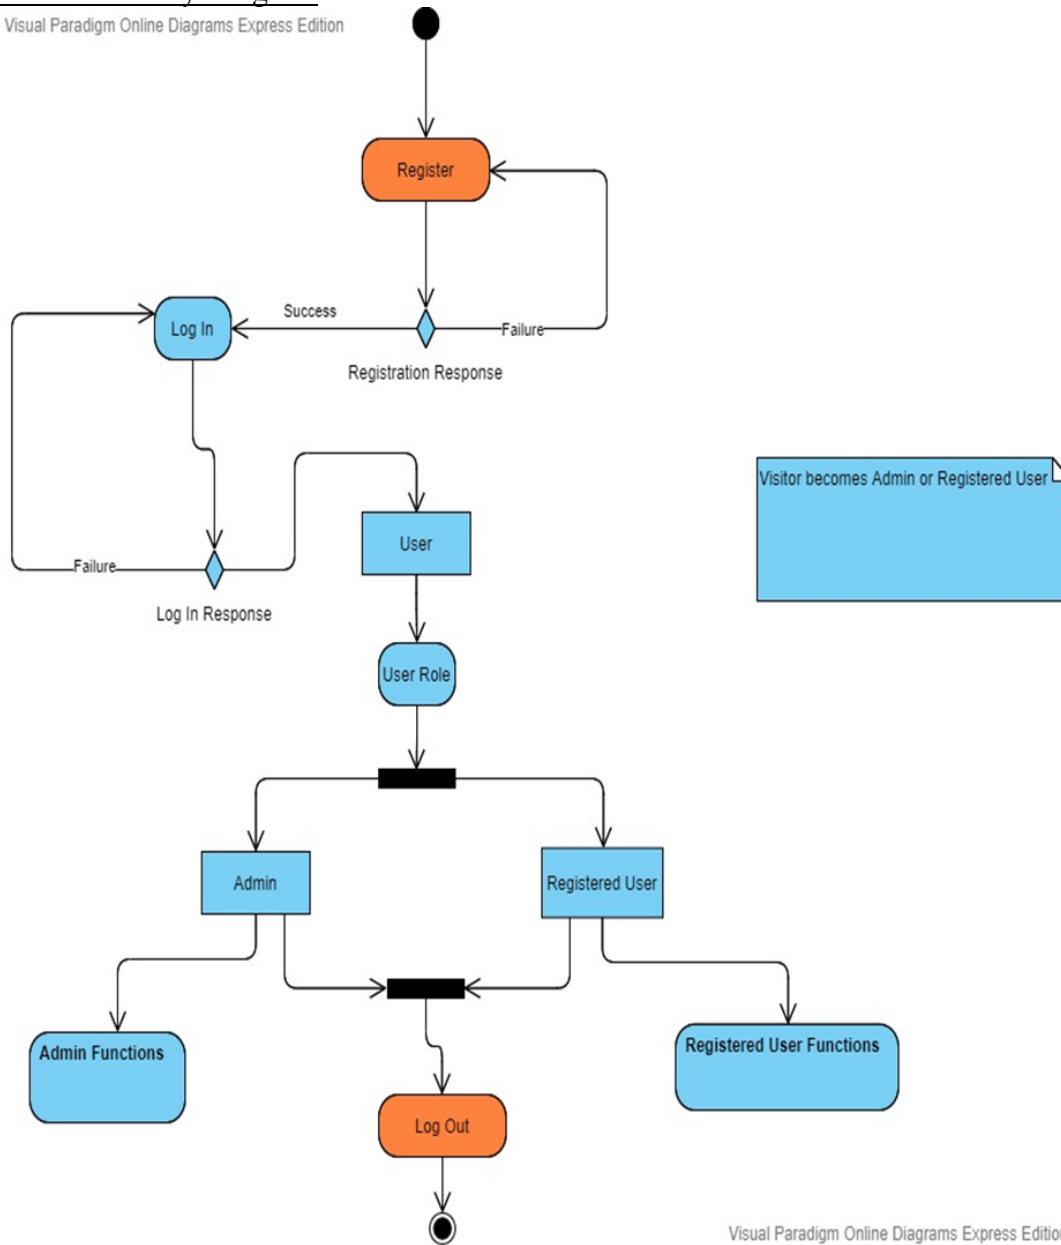 Visual Paradigm Online Diagrams Express Edition
Register
Success
Failure
Log In
Registration Response
Visitor becomes Admin or Registered User
User
Failure
Log In Response
User Role
Admin
Registered User
Admin Functions
Registered User Functions
Log Out
Visual Paradigm Online Diagrams Express